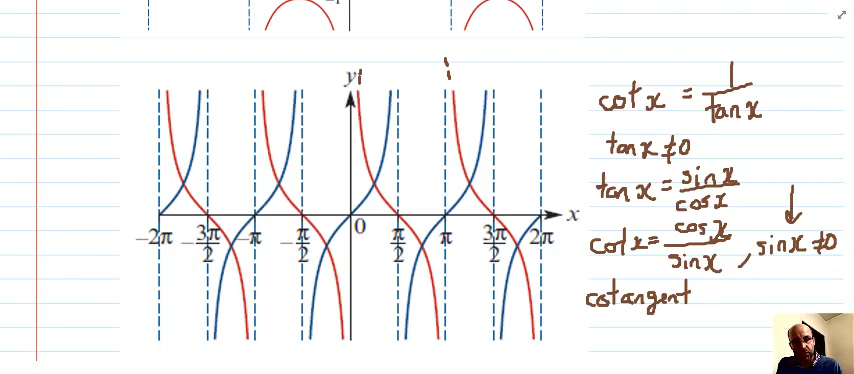 y
x
0
−2π −3π/2 −π −π/2 π/2 π 3π/2 2π
cot x = 1/tan x
tan x ≠ 0
tan x = sin x/cos x
cot x = cos x/sin x , sin x ≠ 0
cotangent